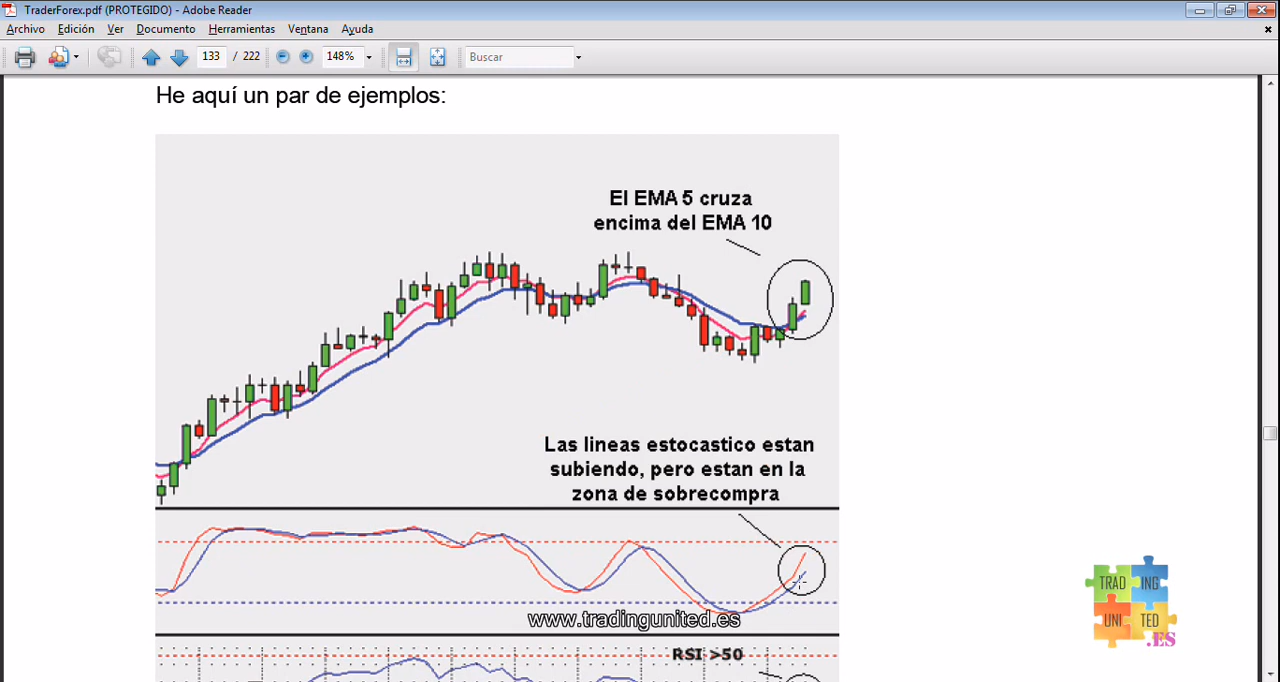 TraderForex.pdf (PROTEGIDO) - Adobe Reader
Archivo Edición Ver Documento Herramientas Ventana Ayuda
133 / 222 148% Buscar
He aquí un par de ejemplos:
El EMA 5 cruza
encima del EMA 10
Las lineas estocastico estan
subiendo, pero estan en la
zona de sobrecompra
TRAD ING
UNI TED
.ES
www.tradingunited.es
RSI >50